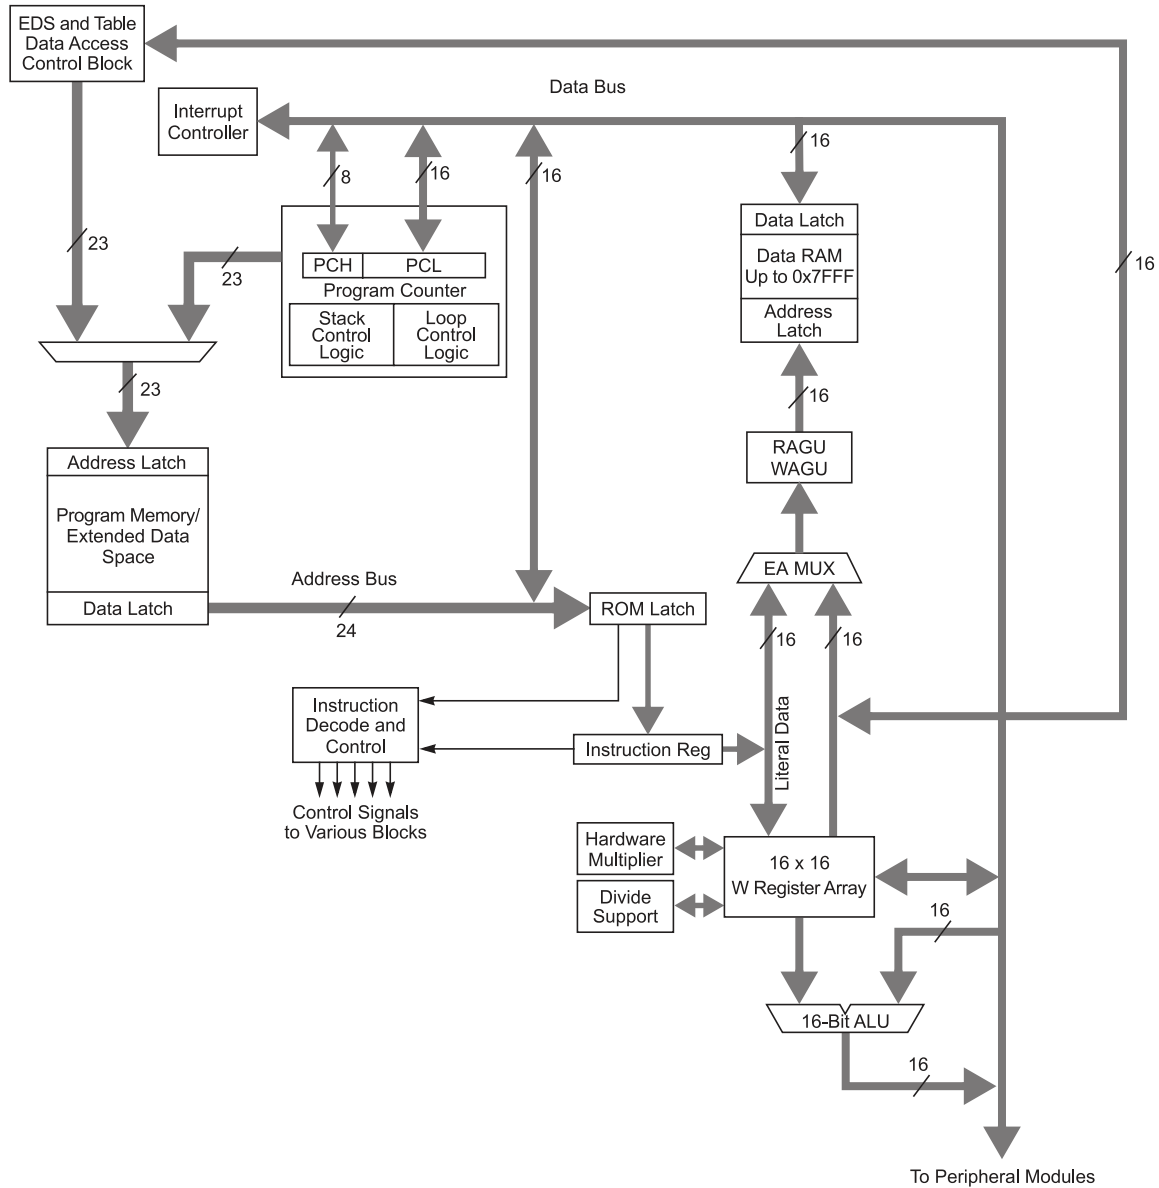 EDS and Table
Data Access
Control Block
Data Bus
Interrupt
Controller
16
8
16
16
Data Latch
Data RAM
Up to 0x7FFF
Address
Latch
23
23
16
PCH
PCL
Program Counter
Stack
Control
Logic
Loop
Control
Logic
23
16
RAGU
WAGU
Address Latch
Program Memory/
Extended Data
Space
Data Latch
EA MUX
Address Bus
24
ROM Latch
16
16
Instruction
Decode and
Control
Instruction Reg
Literal Data
Control Signals
to Various Blocks
Hardware
Multiplier
16 x 16
W Register Array
Divide
Support
16
16-Bit ALU
16
To Peripheral Modules